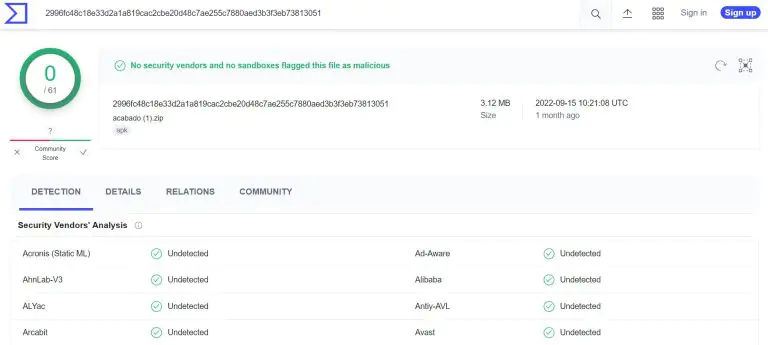 2996fc48c18e33d2a1a819cac2cbe20d48c7ae255c7880aed3b3f3eb73813051
Sign in
Sign up
0
/ 61
?
Community
Score
No security vendors and no sandboxes flagged this file as malicious
2996fc48c18e33d2a1a819cac2cbe20d48c7ae255c7880aed3b3f3eb73813051
acabado (1).zip
apk
3.12 MB
Size
2022-09-15 10:21:08 UTC
1 month ago
DETECTION
DETAILS
RELATIONS
COMMUNITY
Security Vendors' Analysis
Acronis (Static ML) Undetected Ad-Aware Undetected
AhnLab-V3 Undetected Alibaba Undetected
ALYac Undetected Antiy-AVL Undetected
Arcabit Undetected Avast Undetected